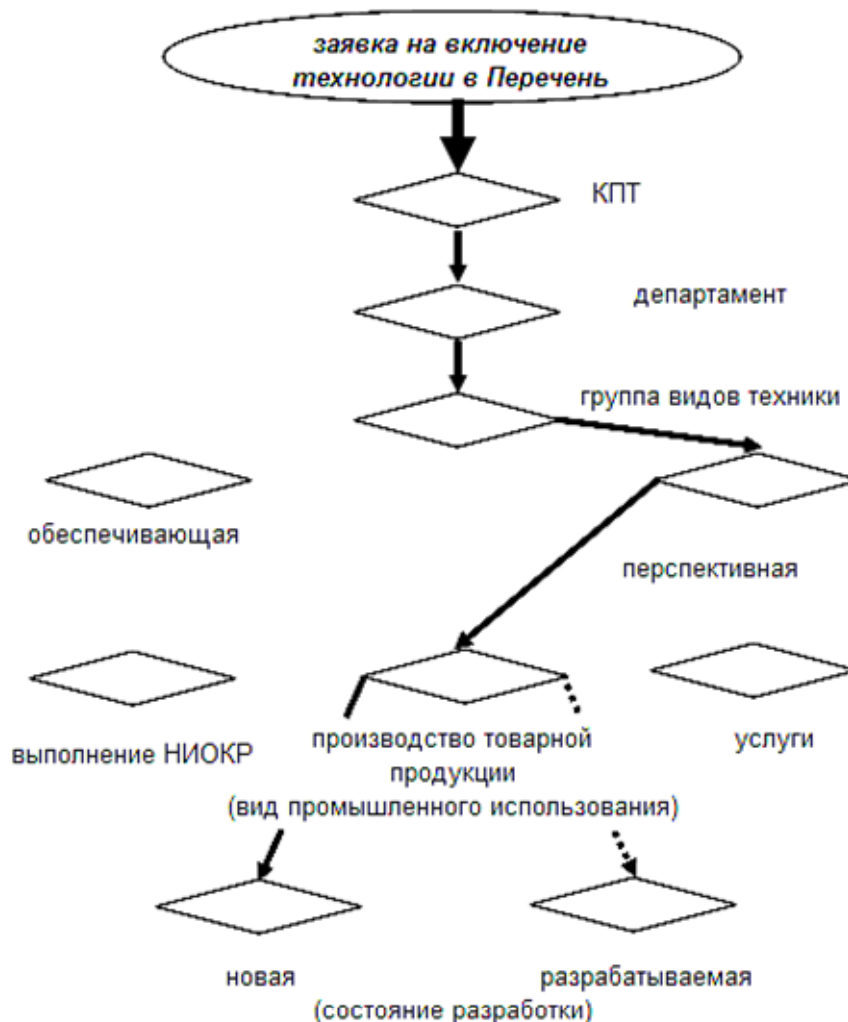 заявка на включение
технологии в Перечень
КПТ
департамент
группа видов техники
обеспечивающая
перспективная
выполнение НИОКР
производство товарной
продукции
(вид промышленного использования)
услуги
новая
разрабатываемая
(состояние разработки)